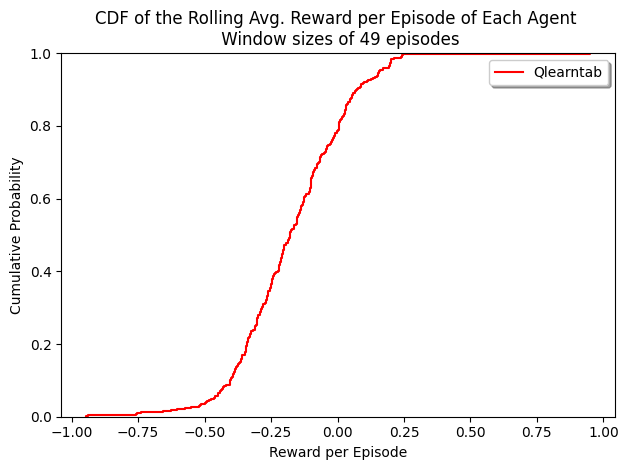 CDF of the Rolling Avg. Reward per Episode of Each Agent
Window sizes of 49 episodes
Qlearntab
1.0
0.8
0.6
0.4
0.2
0.0
Cumulative Probability
−1.00 −0.75 −0.50 −0.25 0.00 0.25 0.50 0.75 1.00
Reward per Episode